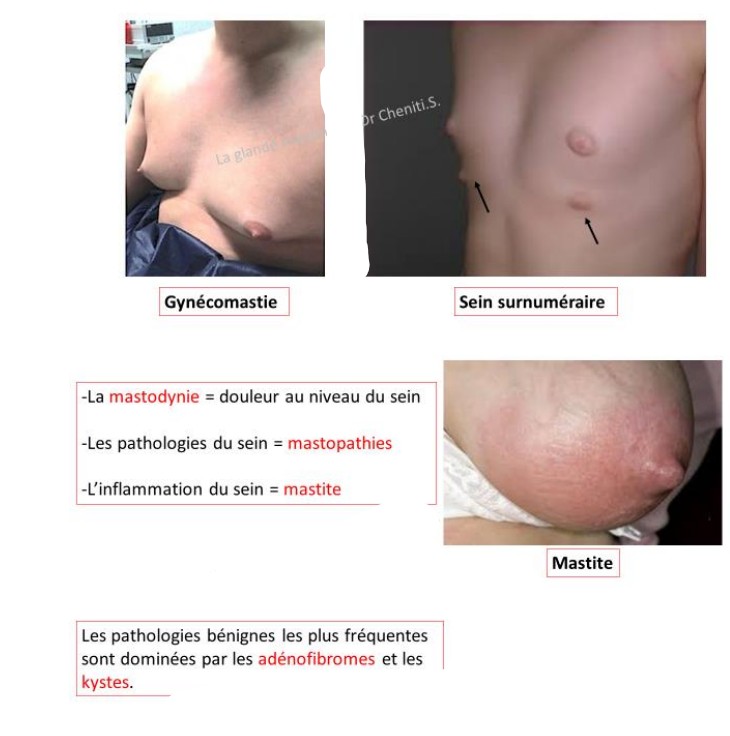 La glande
Dr Cheniti.S.
Gynécomastie
Sein surnuméraire
-La mastodynie = douleur au niveau du sein
-Les pathologies du sein = mastopathies
-L'inflammation du sein = mastite
Mastite
Les pathologies bénignes les plus fréquentes
sont dominées par les adénofibromes et les
kystes.